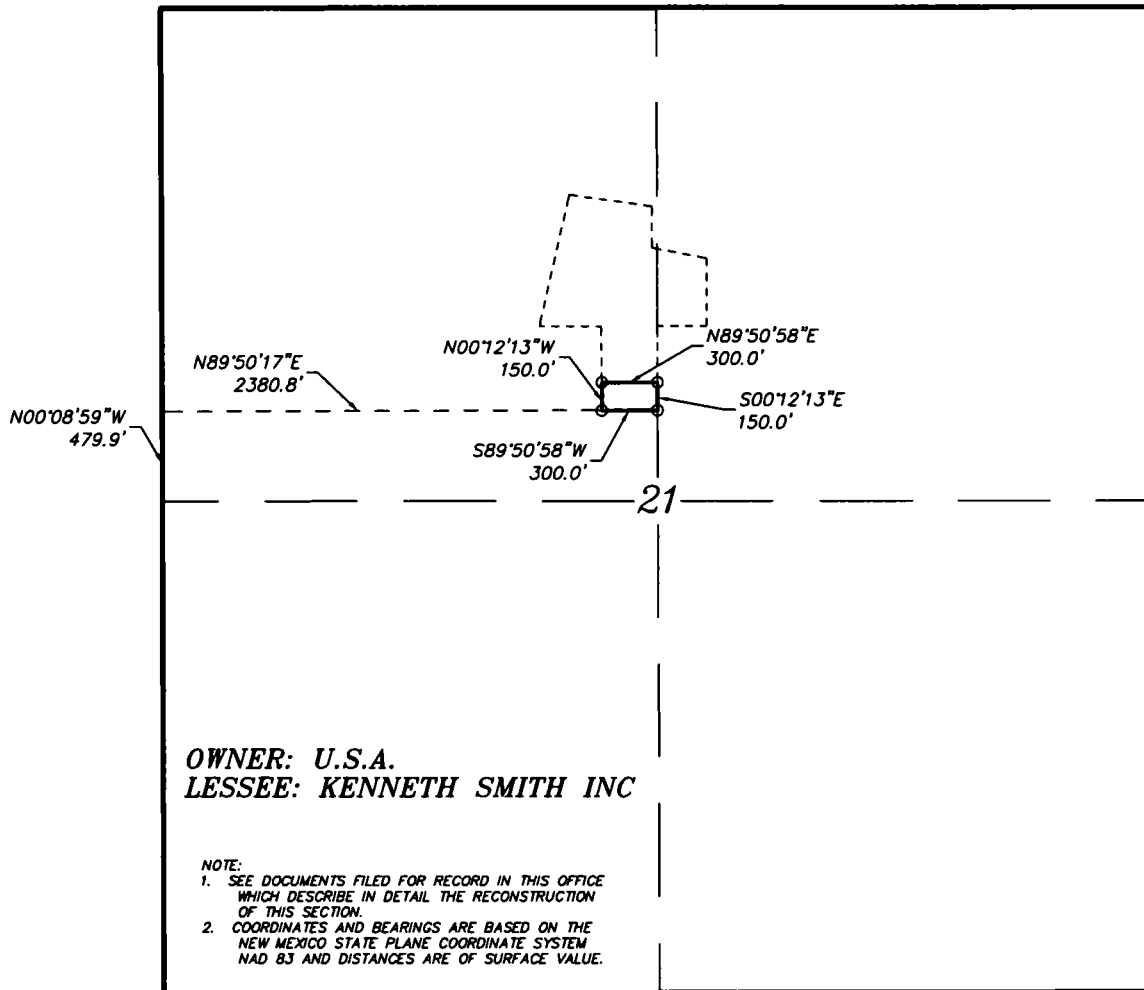 N89°50'58"E
300.0'
N00°12'13"W
150.0'
N89°50'17"E
2380.8'
S00°12'13"E
150.0'
N00°08'59"W
479.9'
S89°50'58"W
300.0'
21
OWNER: U.S.A.
LESSEE: KENNETH SMITH INC
NOTE:
1. SEE DOCUMENTS FILED FOR RECORD IN THIS OFFICE
WHICH DESCRIBE IN DETAIL THE RECONSTRUCTION
OF THIS SECTION.
2. COORDINATES AND BEARINGS ARE BASED ON THE
NEW MEXICO STATE PLANE COORDINATE SYSTEM
NAD 83 AND DISTANCES ARE OF SURFACE VALUE.